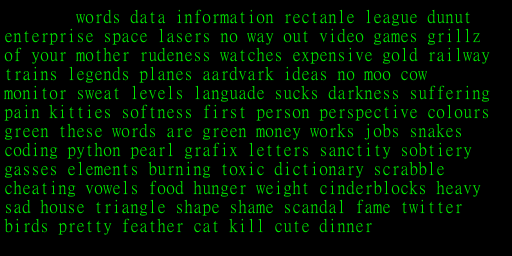 words data information rectanle league dunut
enterprise space lasers no way out video games grillz
of your mother rudeness watches expensive gold railway
trains legends planes aardvark ideas no moo cow
monitor sweat levels languade sucks darkness suffering
pain kitties softness first person perspective colours
green these words are green money works jobs snakes
coding python pearl grafix letters sanctity sobtiery
gasses elements burning toxic dictionary scrabble
cheating vowels food hunger weight cinderblocks heavy
sad house triangle shape shame scandal fame twitter
birds pretty feather cat kill cute dinner